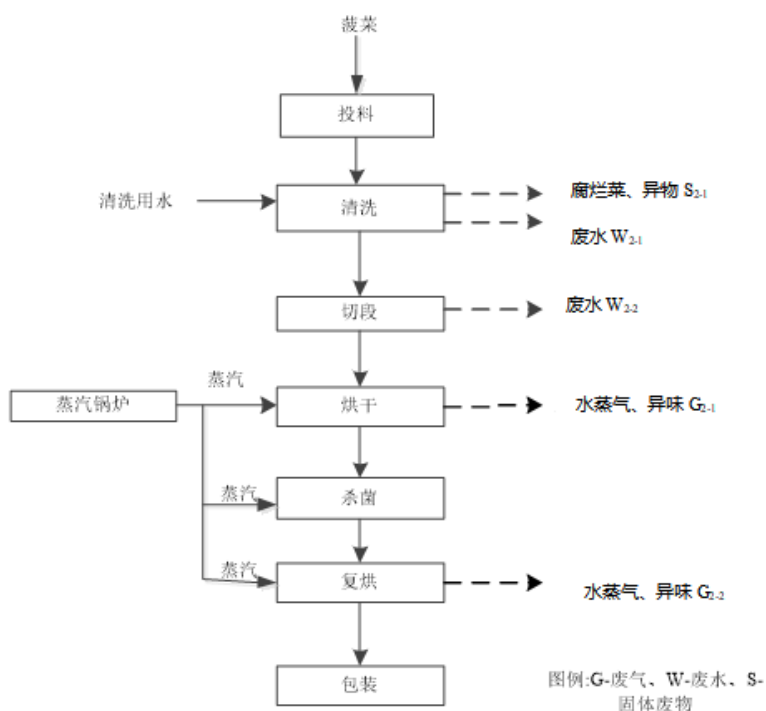 菠菜
投料
清洗用水
清洗
腐烂菜、异物 S2-1
废水 W2-1
切段
废水 W2-2
蒸汽锅炉
蒸汽
烘干
水蒸气、异味 G2-1
蒸汽
杀菌
蒸汽
复烘
水蒸气、异味 G2-2
包装
图例:G-废气、W-废水、S-
固体废物